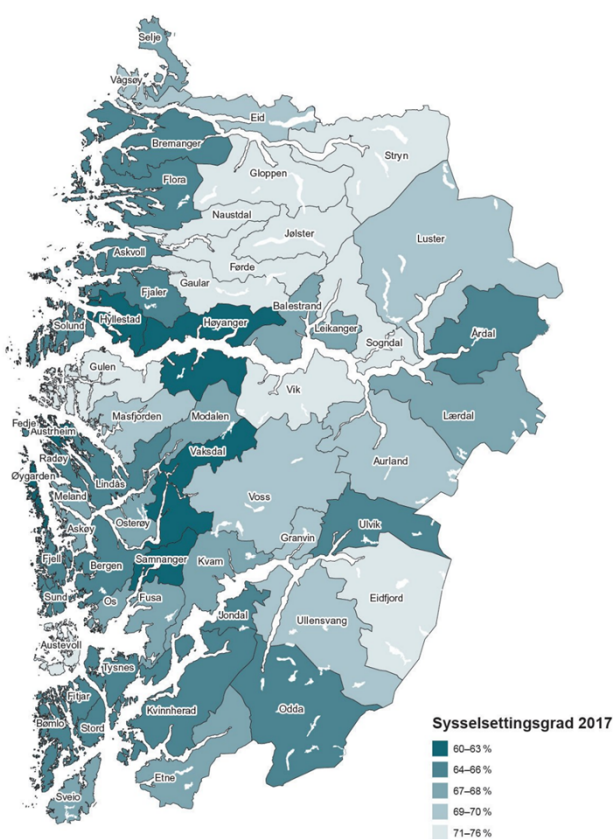 Selje
Vågsøy
Eid
Bremanger
Stryn
Gloppen
Flora
Naustdal
Jølster
Luster
Askvoll
Førde
Gaular
Fjaler
Balestrand
Hyllestad
Høyanger
Solund
Leikanger
Årdal
Sogndal
Gulen
Vik
Masfjorden
Modalen
Lærdal
Fedje
Austrheim
Vaksdal
Radøy
Aurland
Øygarden
Lindås
Meland
Voss
Osterøy
Askøy
Ulvik
Granvin
Fjell
Bergen
Samnanger
Kvam
Eidfjord
Sund
Os
Fusa
Jondal
Ullensvang
Austevoll
Tysnes
Fitjar
Kvinnherad
Odda
Bømlo
Stord
Etne
Sveio
Sysselsettingsgrad 2017
60–63 %
64–66 %
67–68 %
69–70 %
71–76 %